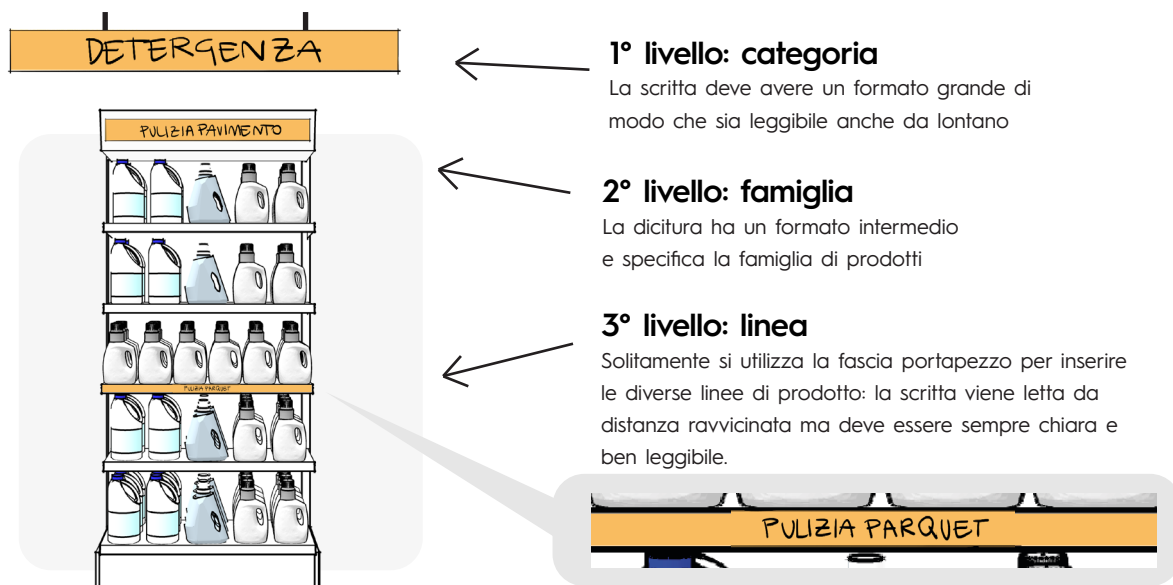 DETERGENZA
PULIZIA PAVIMENTO
PULIZIA PARQUET
1° livello: categoria
La scritta deve avere un formato grande di
modo che sia leggibile anche da lontano
2° livello: famiglia
La dicitura ha un formato intermedio
e specifica la famiglia di prodotti
3° livello: linea
Solitamente si utilizza la fascia portapezzo per inserire
le diverse linee di prodotto: la scritta viene letta da
distanza ravvicinata ma deve essere sempre chiara e
ben leggibile.
PULIZIA PARQUET